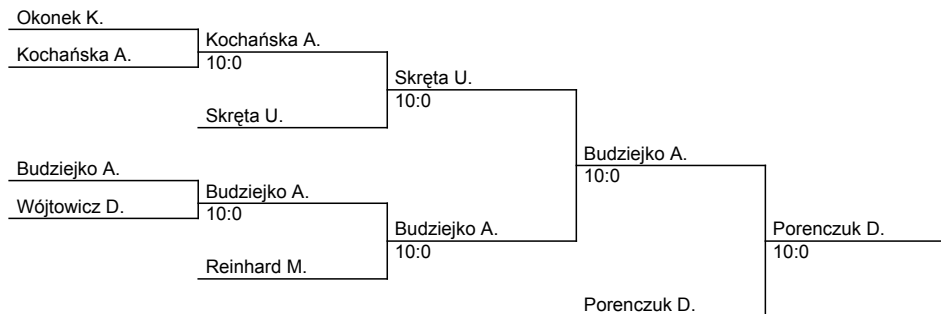 Okonek K.
Kochańska A.
Kochańska A.
10:0
Skręta U.
Skręta U.
10:0
Budziejko A.
Wójtowicz D.
Budziejko A.
10:0
Reinhard M.
Budziejko A.
10:0
Budziejko A.
10:0
Porenczuk D.
Porenczuk D.
10:0